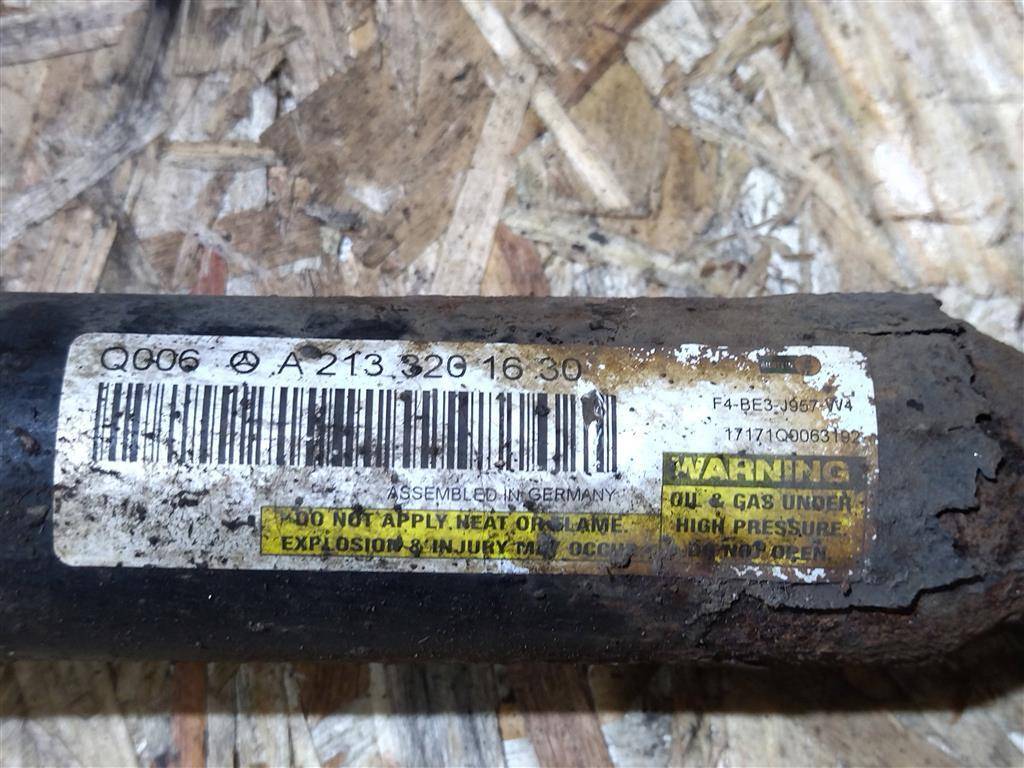 Q006 A 213 320 16 30
F4-BE3-J957-W4
17171Q0063192
ASSEMBLED IN GERMANY
DO NOT APPLY HEAT OR FLAME.
EXPLOSION & INJURY MAY OCCUR
WARNING
OIL & GAS UNDER
HIGH PRESSURE.
DO NOT OPEN.